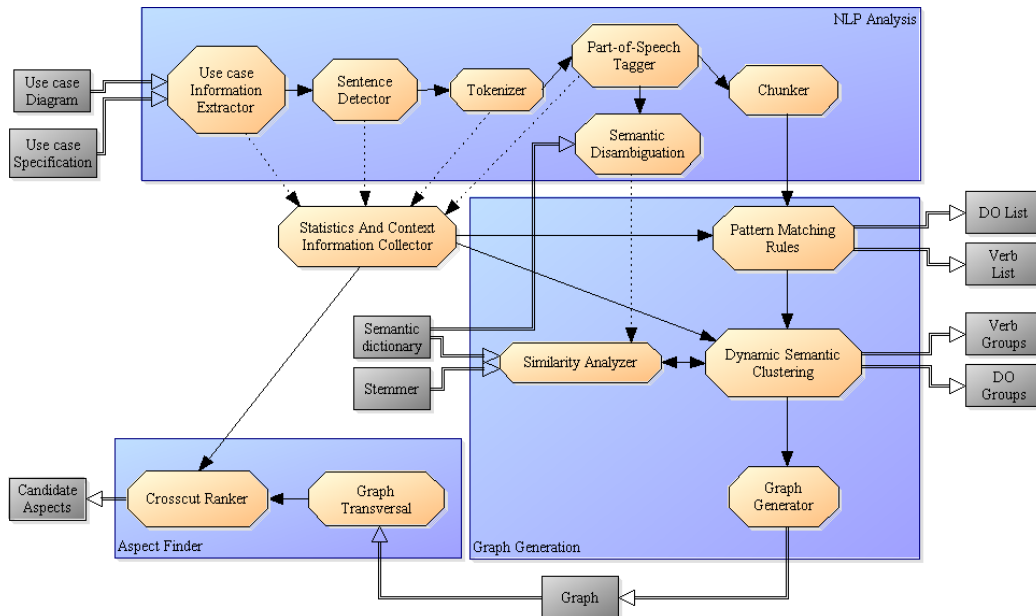 NLP Analysis
Use case
Diagram
Use case
Specification
Use case
Information
Extractor
Sentence
Detector
Tokenizer
Part-of-Speech
Tagger
Chunker
Semantic
Disambiguation
Statistics And Context
Information Collector
Pattern Matching
Rules
DO List
Verb
List
Semantic
dictionary
Stemmer
Similarity Analyzer
Dynamic Semantic
Clustering
Verb
Groups
DO
Groups
Candidate
Aspects
Crosscut Ranker
Graph
Transversal
Graph
Generator
Aspect Finder
Graph Generation
Graph